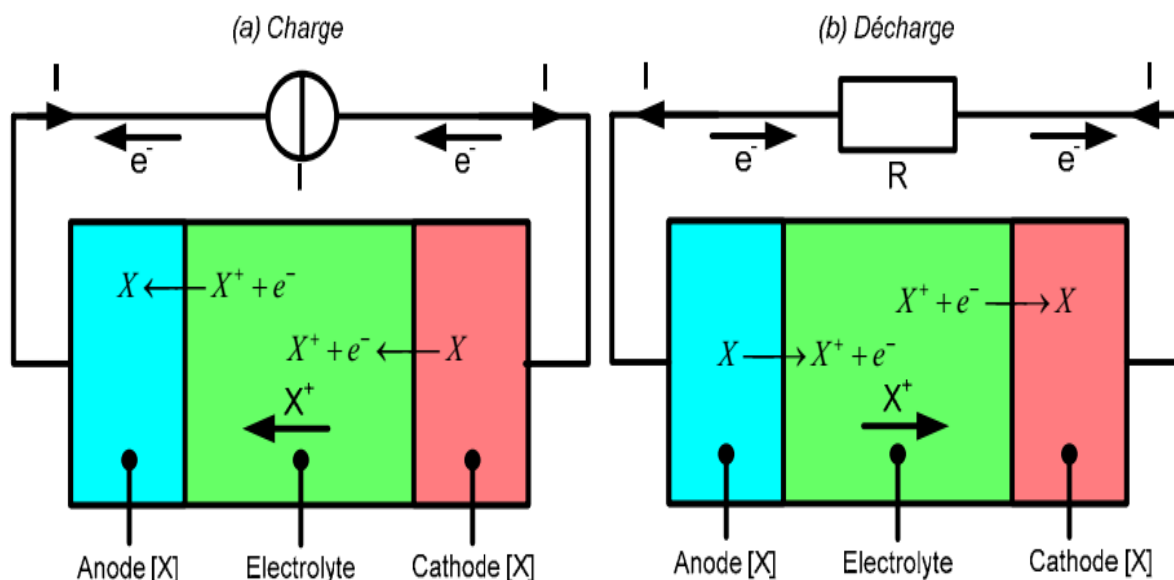 (a) Charge
I
I
e⁻
e⁻
I
X ⟵ X⁺ + e⁻
X⁺ + e⁻ ⟵ X
X⁺
Anode [X]
Electrolyte
Cathode [X]
(b) Décharge
I
I
e⁻
e⁻
R
X⁺ + e⁻ ⟶ X
X ⟶ X⁺ + e⁻
X⁺
Anode [X]
Electrolyte
Cathode [X]